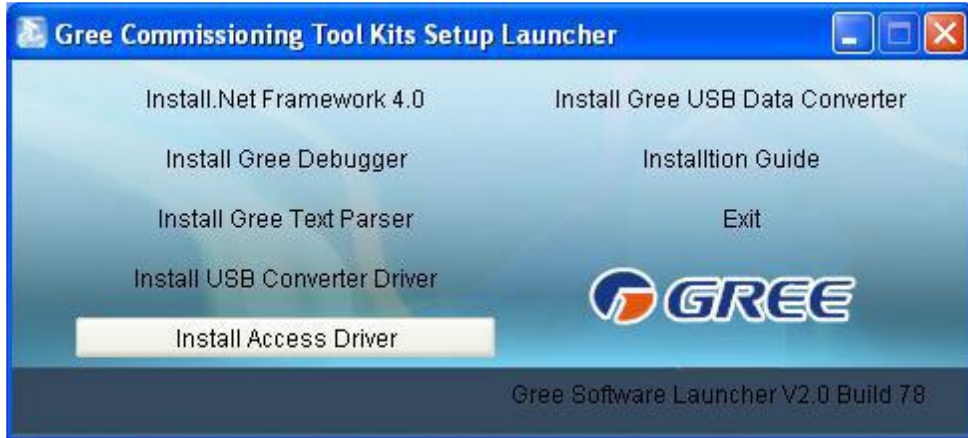 Gree Commissioning Tool Kits Setup Launcher
Install.Net Framework 4.0
Install Gree Debugger
Install Gree Text Parser
Install USB Converter Driver
Install Access Driver
Install Gree USB Data Converter
Installtion Guide
Exit
GREE
Gree Software Launcher V2.0 Build 78